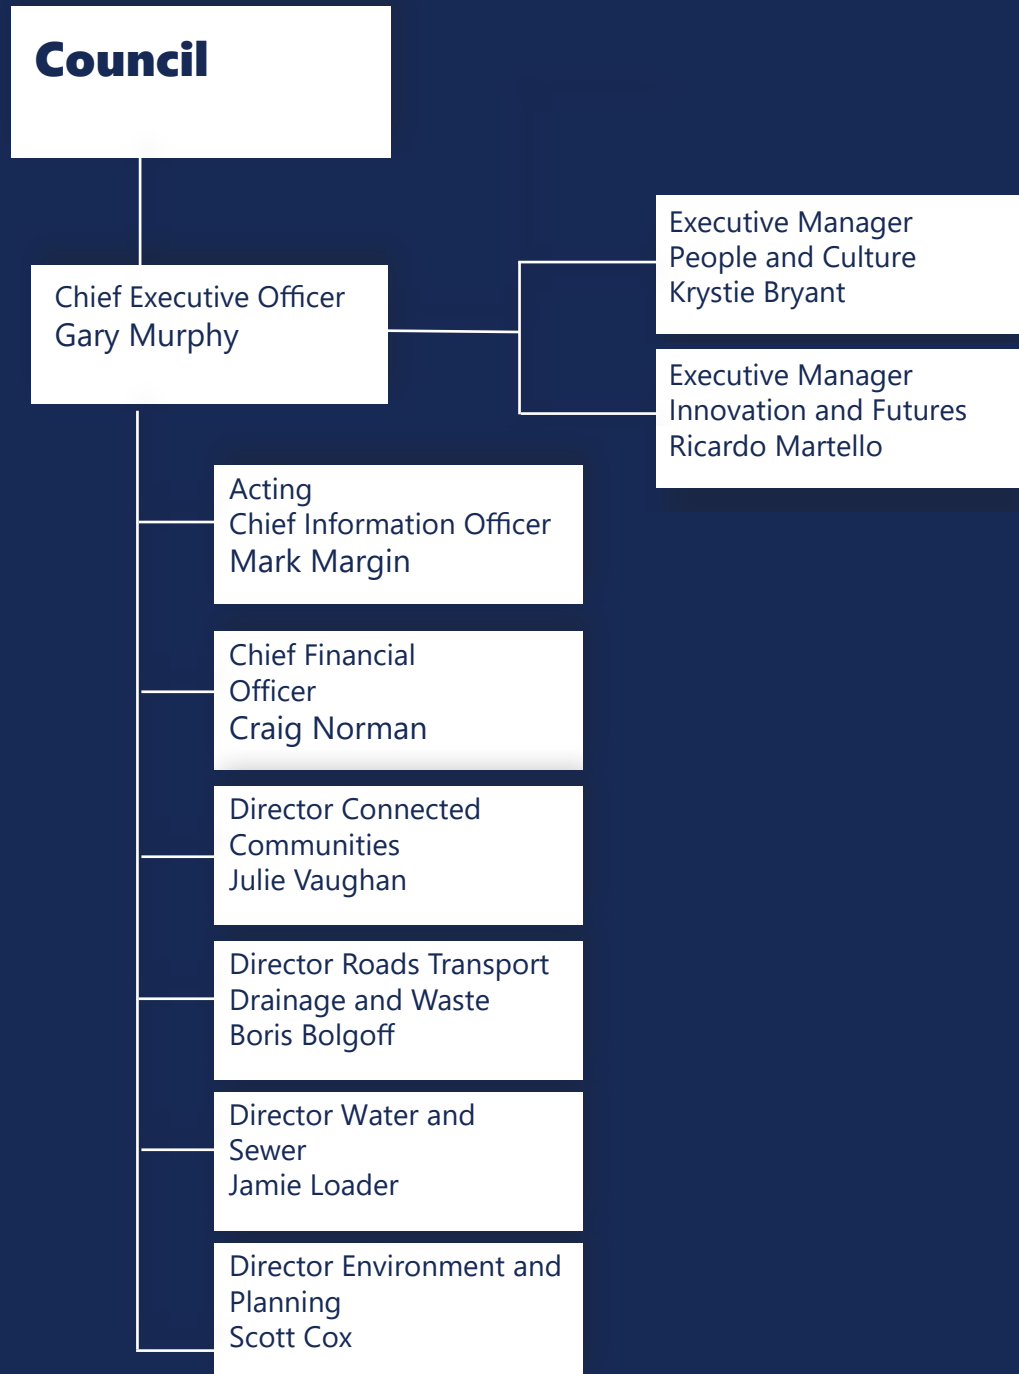 Council
Chief Executive Officer
Gary Murphy
Executive Manager
People and Culture
Krystie Bryant
Executive Manager
Innovation and Futures
Ricardo Martello
Acting
Chief Information Officer
Mark Margin
Chief Financial
Officer
Craig Norman
Director Connected
Communities
Julie Vaughan
Director Roads Transport
Drainage and Waste
Boris Bolgoff
Director Water and
Sewer
Jamie Loader
Director Environment and
Planning
Scott Cox